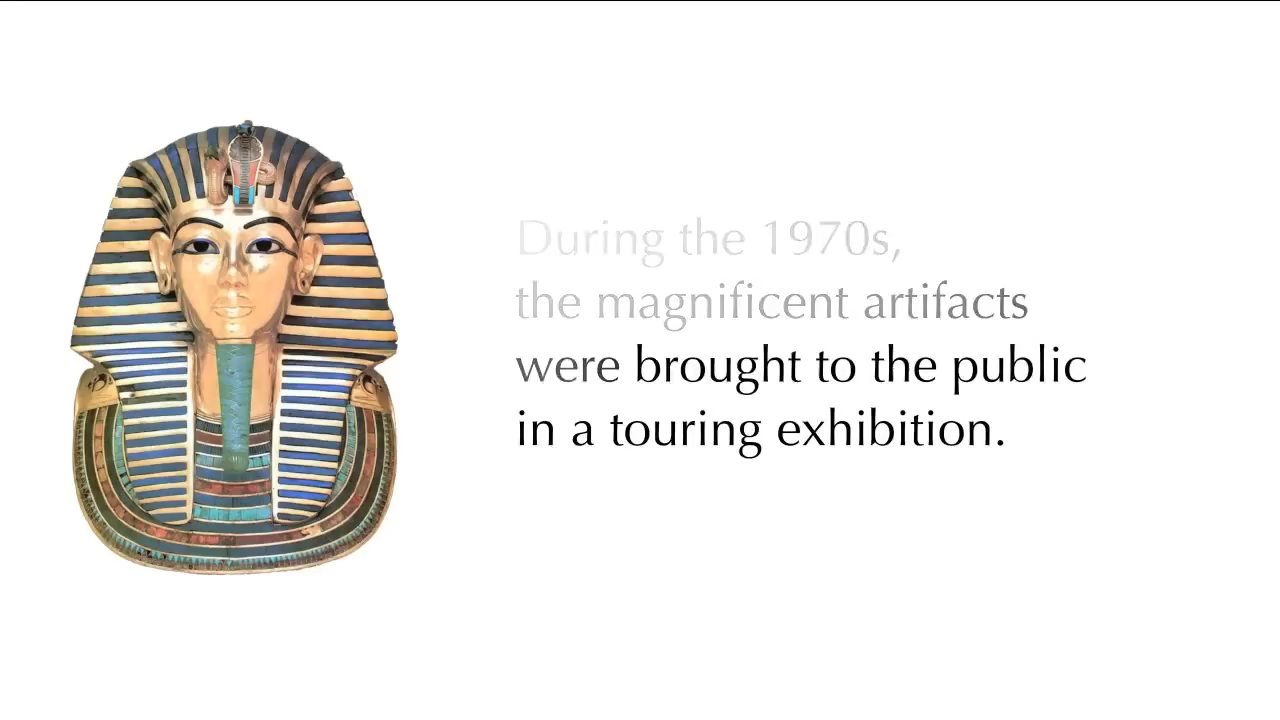 During the 1970s,
the magnificent artifacts
were brought to the public
in a touring exhibition.